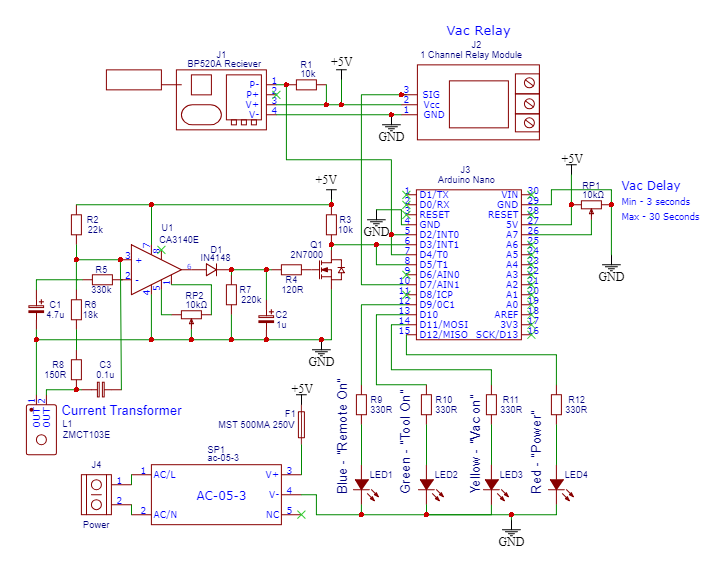 Vac Relay
J1
BP520A Reciever
R1
10k
+5V
J2
1 Channel Relay Module
P- 1
P+ 2
V+ 3
V- 4
3 SIG
2 Vcc
1 GND
GND
J3
Arduino Nano
+5V
RP1
10kΩ
Vac Delay
Min - 3 seconds
Max - 30 Seconds
1 D1/TX
2 D0/RX
3 RESET
4 GND
5 D2/INT0
6 D3/INT1
7 D4/T0
8 D5/T1
9 D6/AIN0
10 D7/AIN1
11 D8/ICP
12 D9/0C1
13 D10
14 D11/MOSI
15 D12/MISO
VIN 30
GND 29
RESET 28
5V 27
A7 26
A6 25
A5 24
A4 23
A3 22
A2 21
A1 20
A0 19
AREF 18
3V3 17
SCK/D13 16
GND
GND
+5V
R2
22k
U1
CA3140E
7
8
3
+
2
-
6
4
5
1
D1
IN4148
R3
10k
Q1
2N7000
R4
120R
R5
330k
C1
4.7u
R6
18k
RP2
10kΩ
R7
220k
C2
1u
GND
R8
150R
C3
0.1u
1
2
OUT
OUT
Current Transformer
L1
ZMCT103E
+5V
F1
MST 500MA 250V
R9
330R
R10
330R
R11
330R
R12
330R
Blue - "Remote On"
Green - "Tool On"
Yellow - "Vac on"
Red - "Power"
LED1
LED2
LED3
LED4
J4
1
2
Power
SP1
ac-05-3
1 AC/L
2 AC/N
AC-05-3
V+ 3
V- 4
NC 5
GND